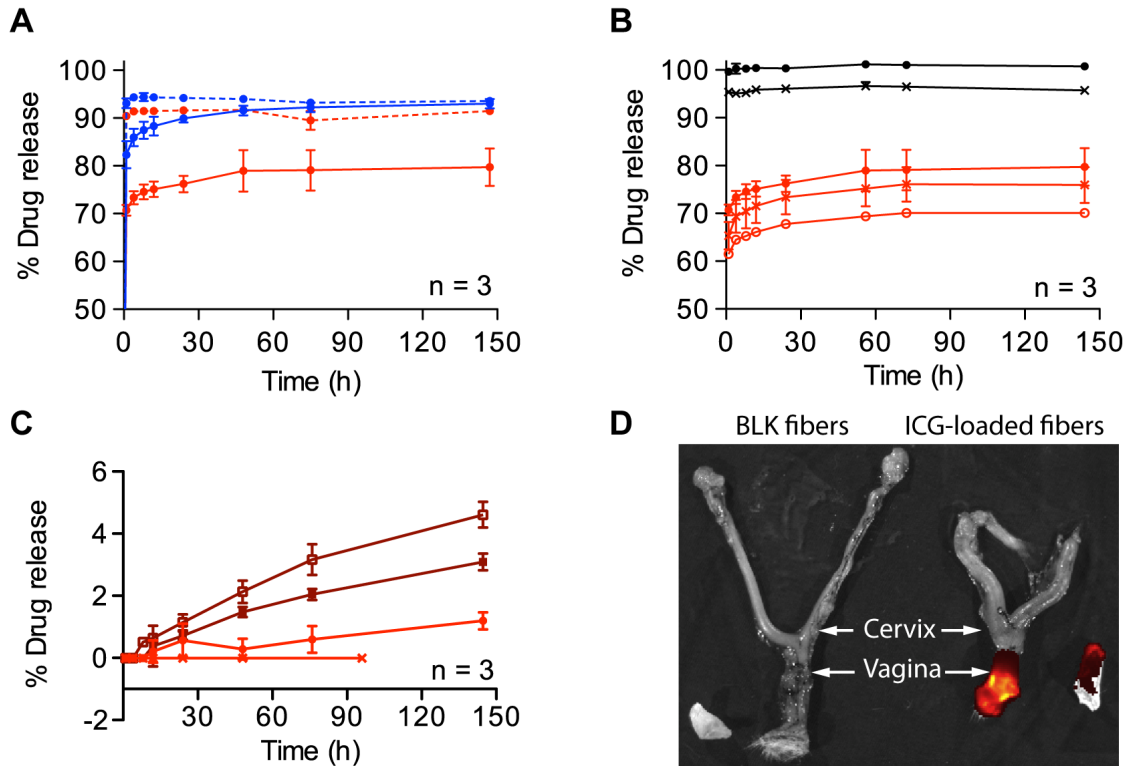 A
% Drug release
100
90
80
70
60
50
0 30 60 90 120 150
n = 3
Time (h)
B
% Drug release
100
90
80
70
60
50
0 30 60 90 120 150
n = 3
Time (h)
C
% Drug release
6
4
2
0
-2
0 30 60 90 120 150
n = 3
Time (h)
D
BLK fibers ICG-loaded fibers
Cervix
Vagina